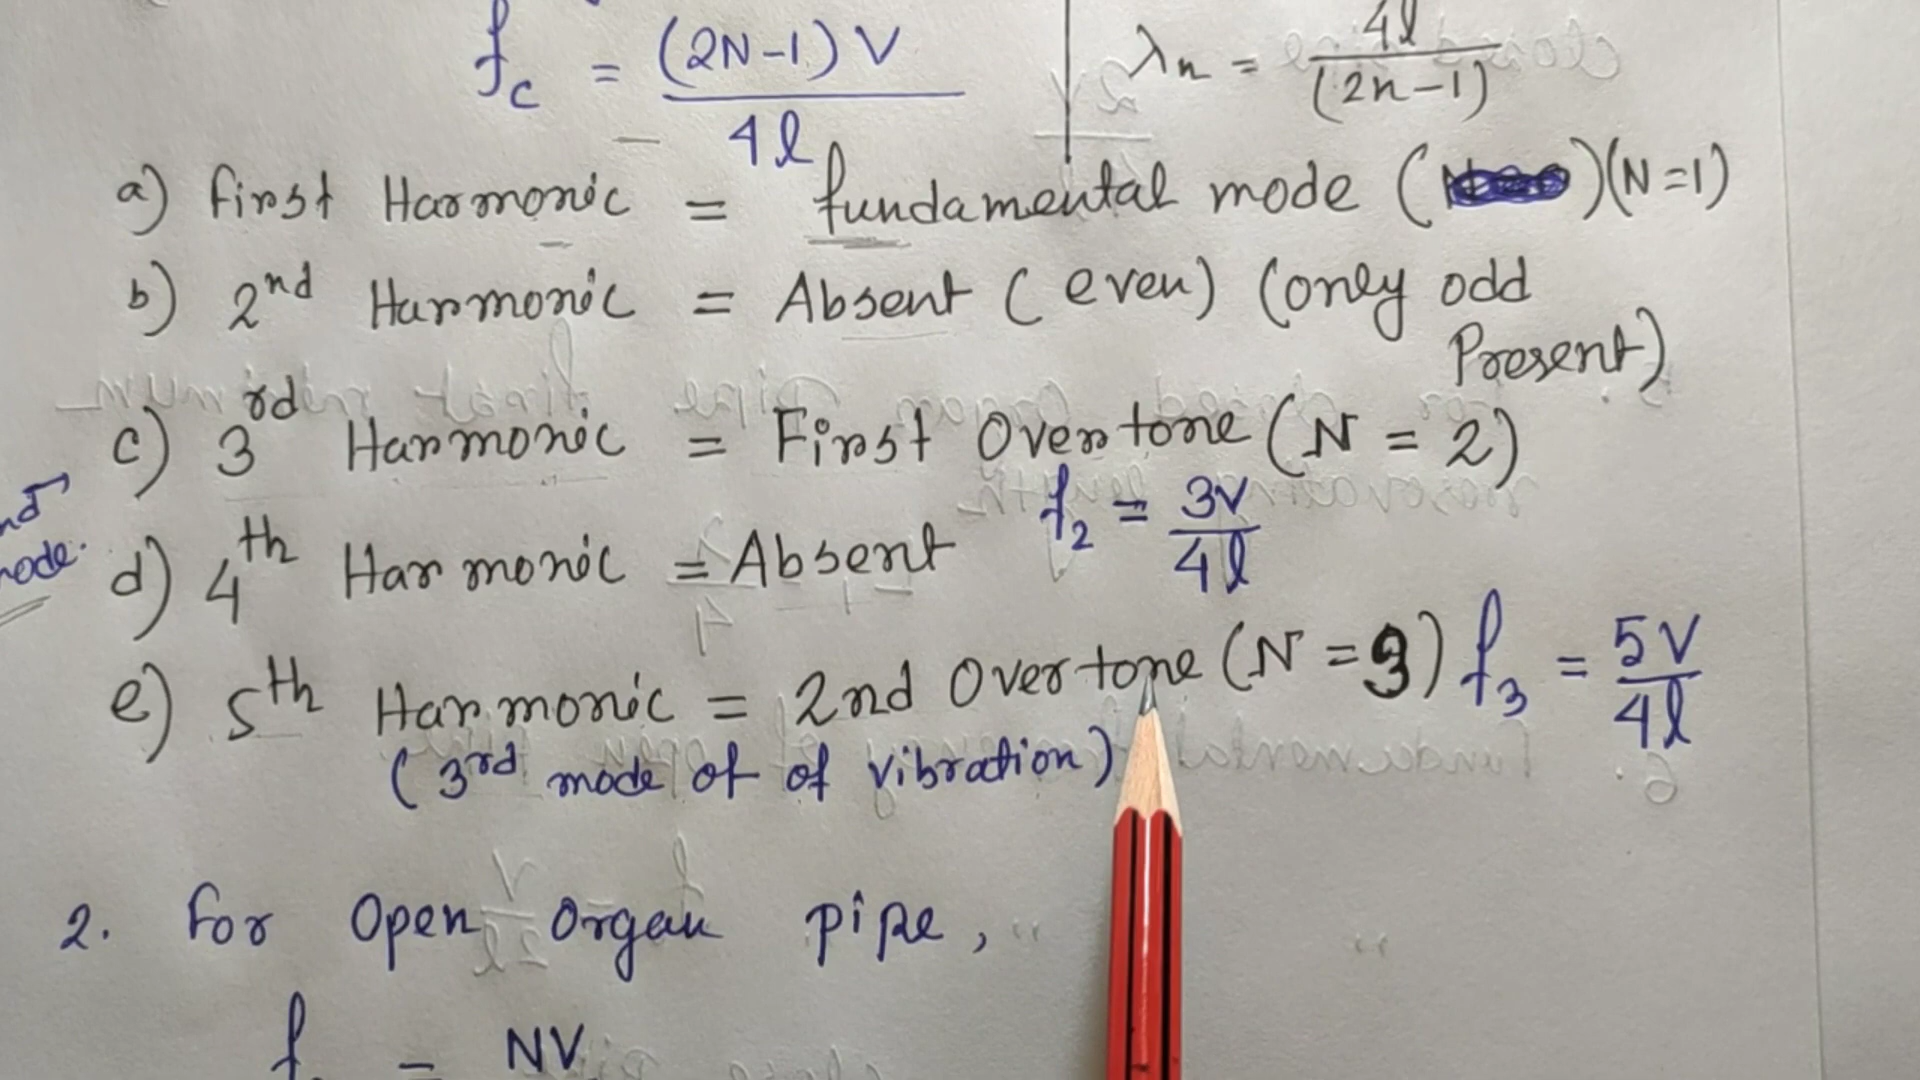 fc = (2N-1)V / 4l
λn = 4l / (2n-1)
a) first Harmonic = fundamental mode ( )(N=1)
b) 2nd Harmonic = Absent (even) (only odd
Present)
c) 3rd Harmonic = First Overtone (N = 2)
f2 = 3V / 4l
mode.
d) 4th Harmonic = Absent
e) 5th Harmonic = 2nd Overtone (N = 3) f3 = 5V / 4l
(3rd mode of of vibration)
2. For Open Organ pipe,
f = NV